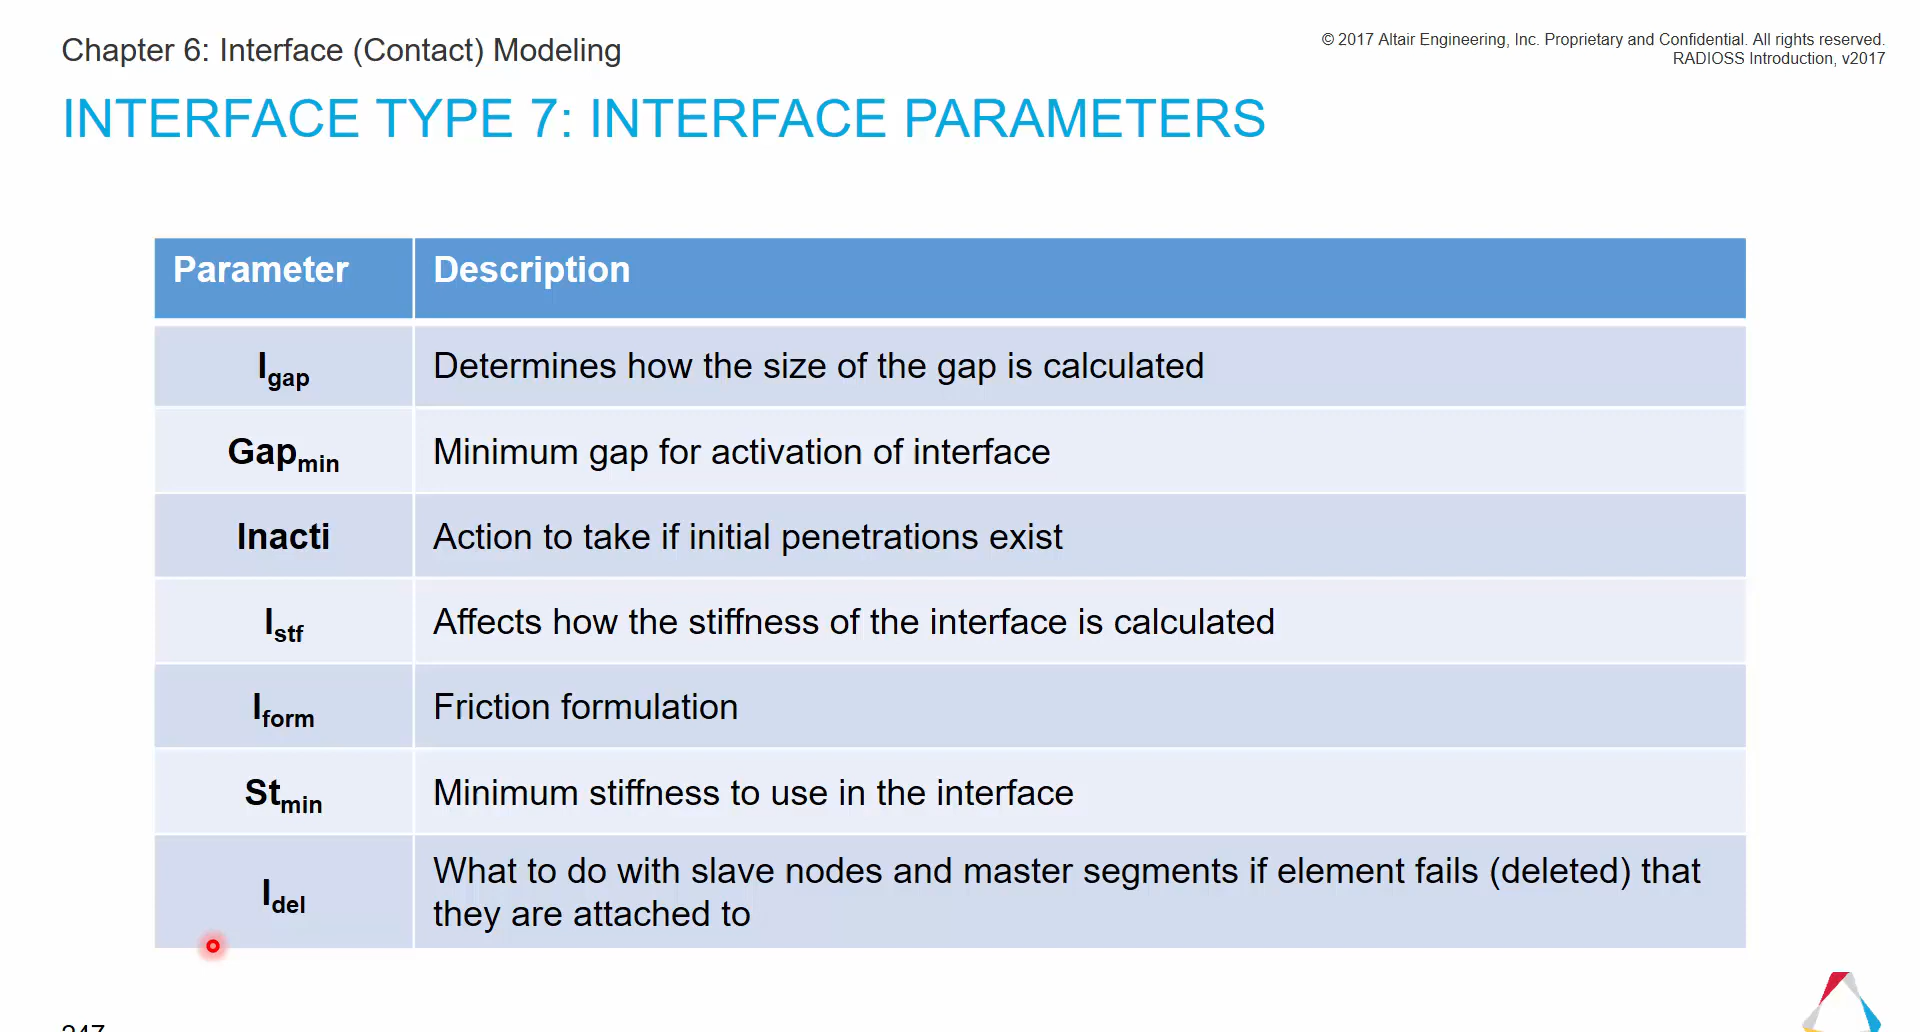 Chapter 6: Interface (Contact) Modeling
© 2017 Altair Engineering, Inc. Proprietary and Confidential. All rights reserved.
RADIOSS Introduction, v2017
INTERFACE TYPE 7: INTERFACE PARAMETERS
Parameter Description
Igap Determines how the size of the gap is calculated
Gapmin Minimum gap for activation of interface
Inacti Action to take if initial penetrations exist
Istf Affects how the stiffness of the interface is calculated
Iform Friction formulation
Stmin Minimum stiffness to use in the interface
Idel What to do with slave nodes and master segments if element fails (deleted) that
they are attached to